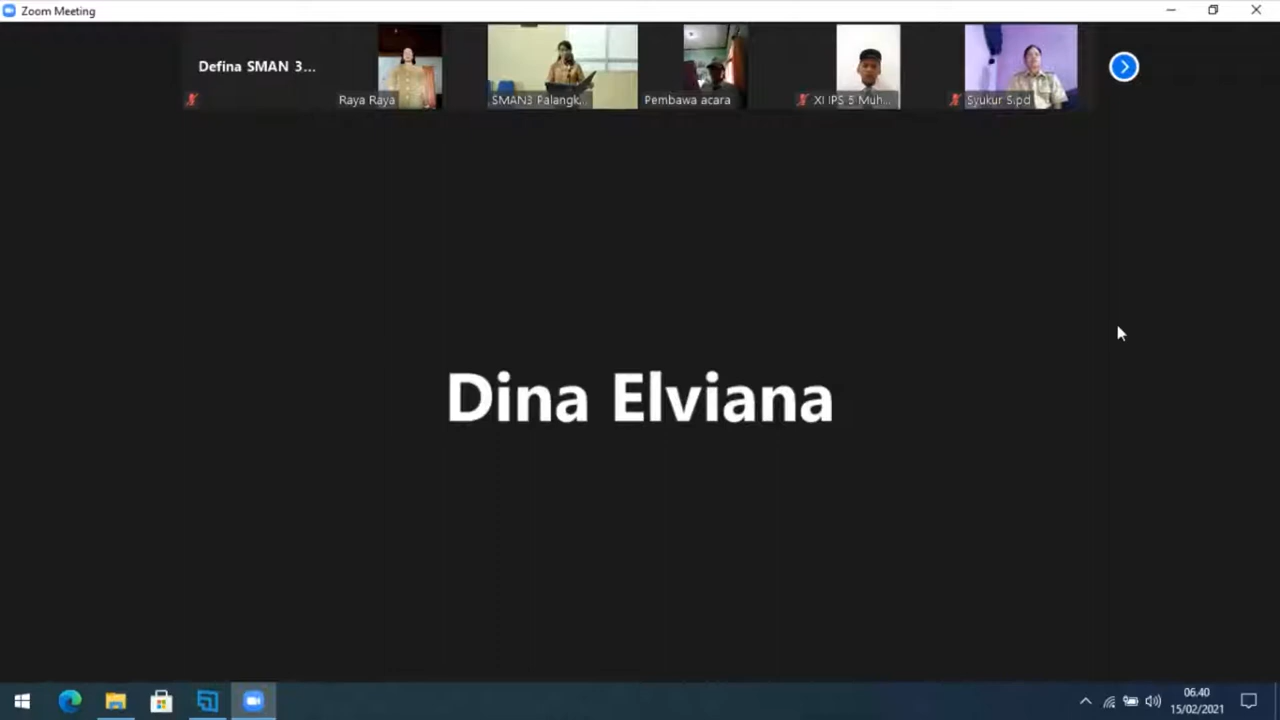 Zoom Meeting
Defina SMAN 3...
Raya Raya
SMAN3 Palangk...
Pembawa acara
XI IPS 5 Muh...
Syukur S.pd
Dina Elviana
06.40
15/02/2021